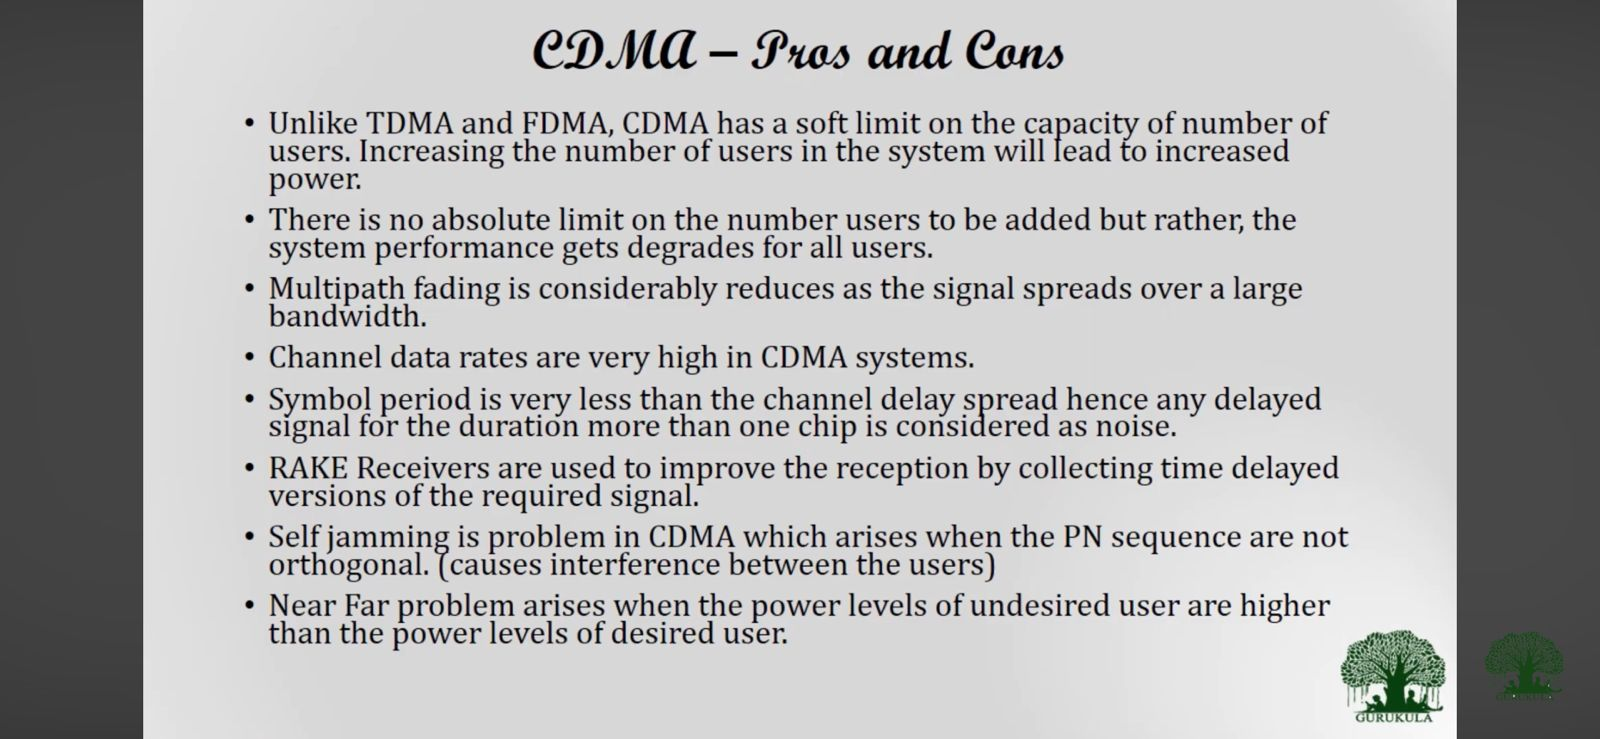 CDMA – Pros and Cons
• Unlike TDMA and FDMA, CDMA has a soft limit on the capacity of number of
users. Increasing the number of users in the system will lead to increased
power.
• There is no absolute limit on the number users to be added but rather, the
system performance gets degrades for all users.
• Multipath fading is considerably reduces as the signal spreads over a large
bandwidth.
• Channel data rates are very high in CDMA systems.
• Symbol period is very less than the channel delay spread hence any delayed
signal for the duration more than one chip is considered as noise.
• RAKE Receivers are used to improve the reception by collecting time delayed
versions of the required signal.
• Self jamming is problem in CDMA which arises when the PN sequence are not
orthogonal. (causes interference between the users)
• Near Far problem arises when the power levels of undesired user are higher
than the power levels of desired user.
GURUKULA
GURUKULA